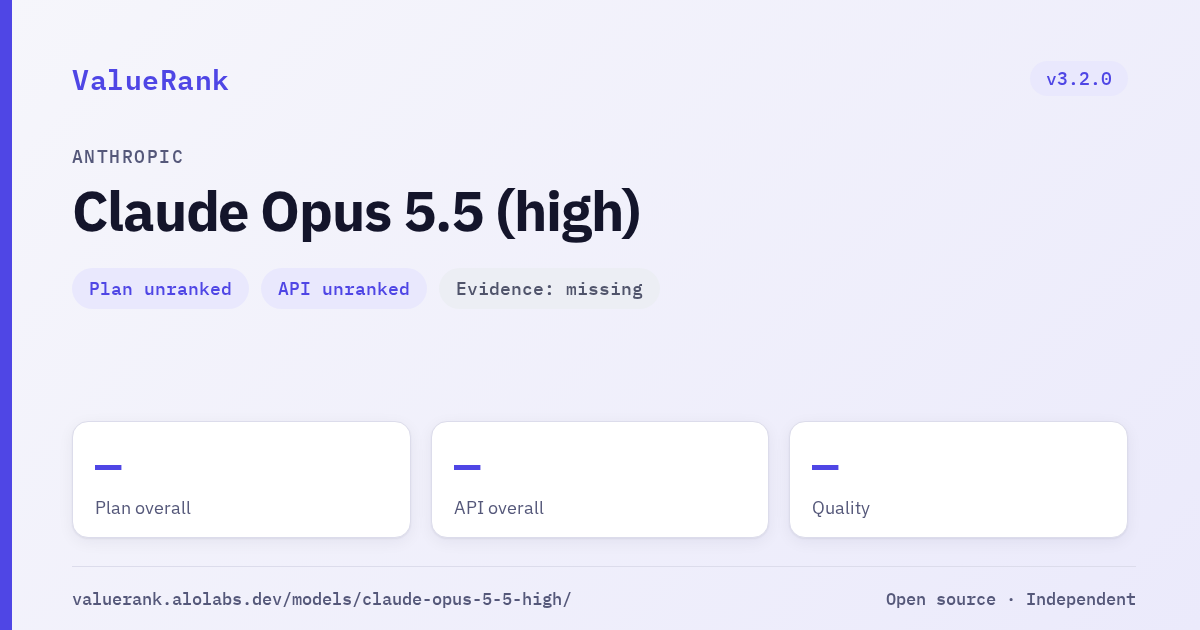 ValueRank
v3.2.0
ANTHROPIC
Claude Opus 5.5 (high)
Plan unranked
API unranked
Evidence: missing
—
Plan overall
—
API overall
—
Quality
valuerank.alolabs.dev/models/claude-opus-5-5-high/
Open source · Independent